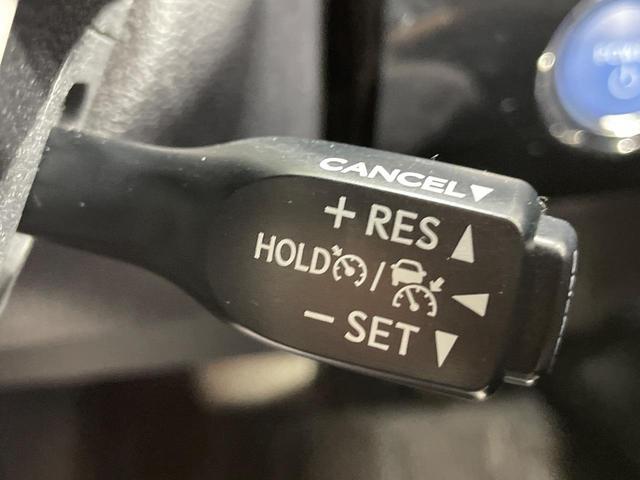 CANCEL▼
+ RES ▲
HOLD / ◀
− SET ▼